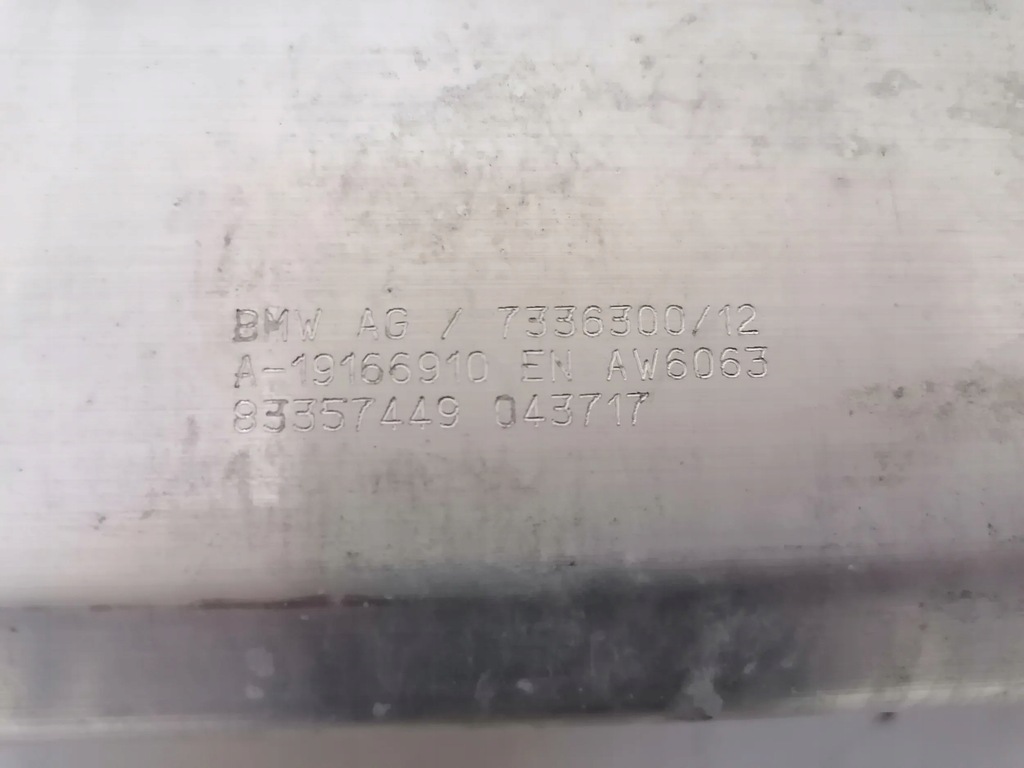 BMW AG / 7336300/12
A-19166910 EN AW6063
83357449 043717